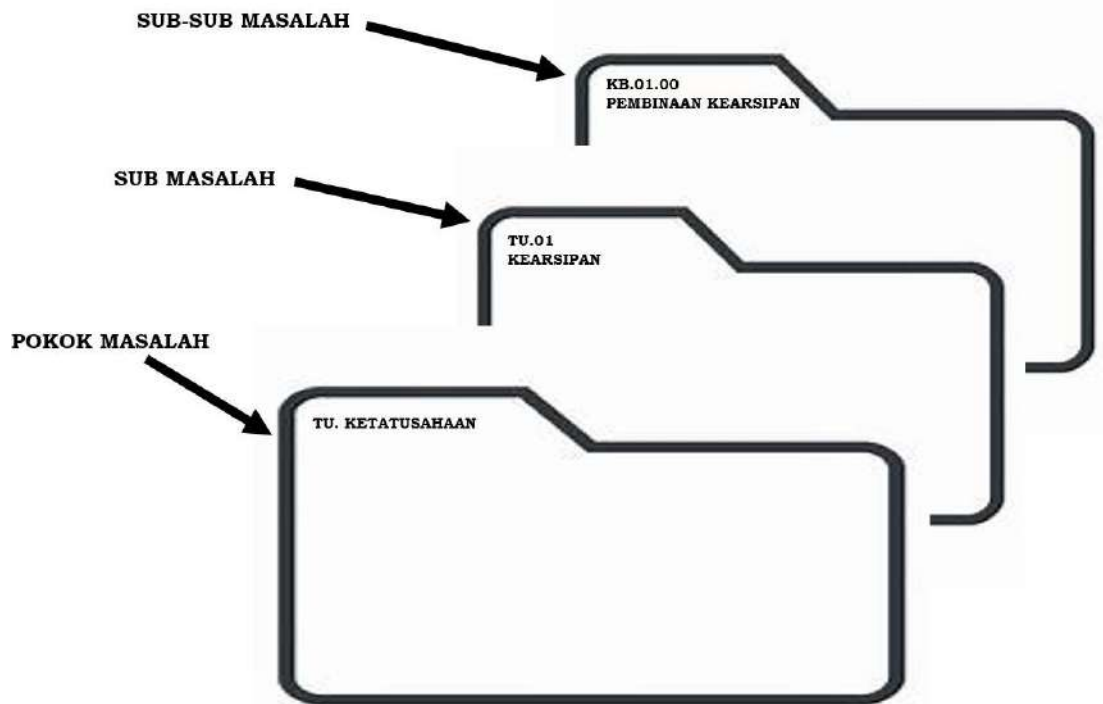 SUB-SUB MASALAH
KB.01.00
PEMBINAAN KEARSIPAN
SUB MASALAH
TU.01
KEARSIPAN
POKOK MASALAH
TU. KETATUSAHAAN